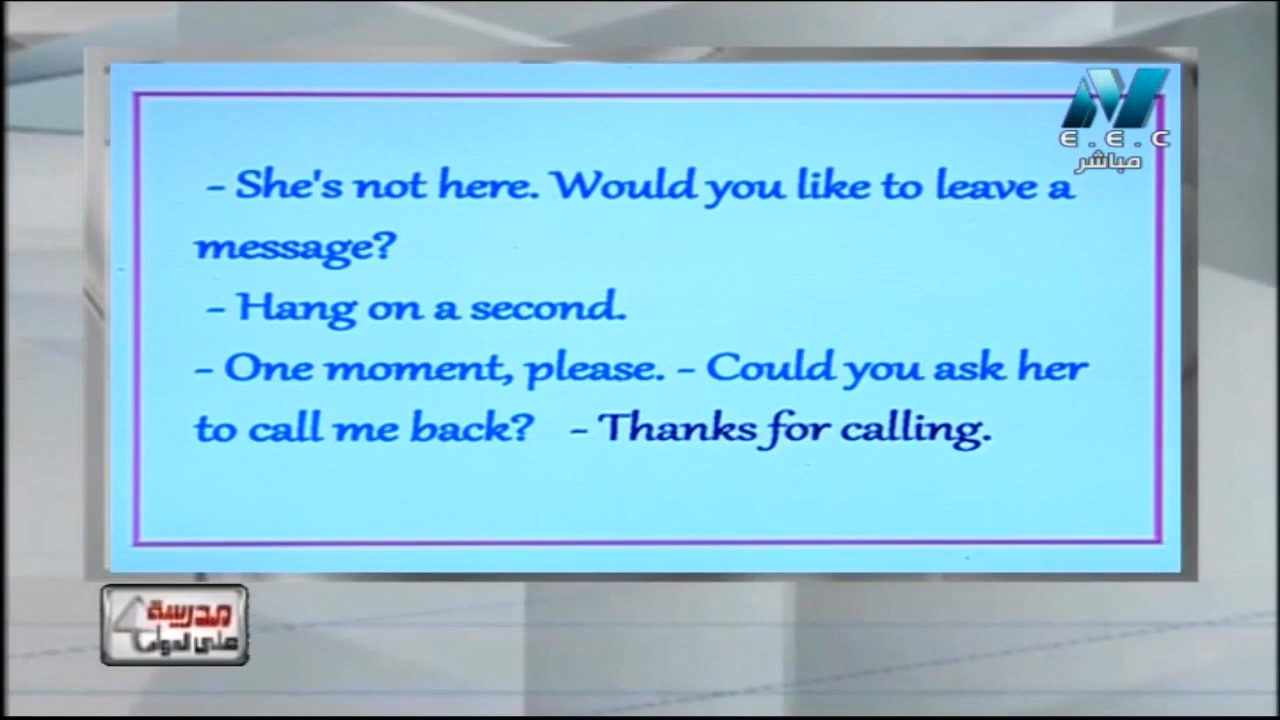 E . E . C
مباشر
- She's not here. Would you like to leave a
message?
- Hang on a second.
- One moment, please. - Could you ask her
to call me back?   - Thanks for calling.
مدرسة
على الهواء